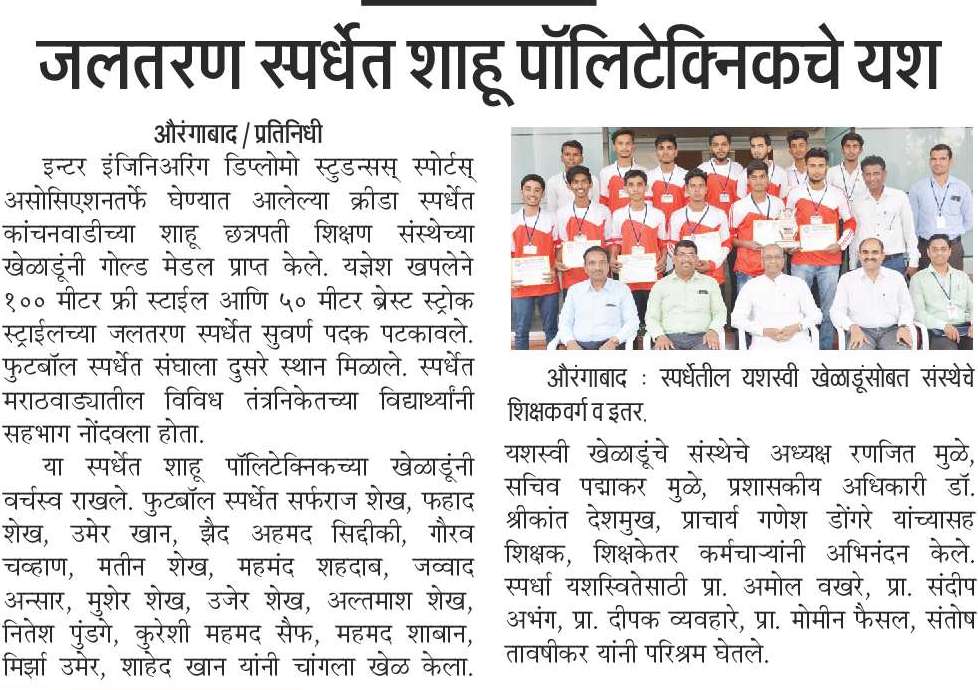 जलतरण स्पर्धेत शाहू पॉलिटेक्निकचे यश
औरंगाबाद / प्रतिनिधी
इन्टर इंजिनिअरिंग डिप्लोमो स्टुडन्सस् स्पोर्टस्
असोसिएशनतर्फे घेण्यात आलेल्या क्रीडा स्पर्धेत
कांचनवाडीच्या शाहू छत्रपती शिक्षण संस्थेच्या
खेळाडूंनी गोल्ड मेडल प्राप्त केले. यज्ञेश खपलेने
१०० मीटर फ्री स्टाईल आणि ५० मीटर ब्रेस्ट स्ट्रोक
स्ट्राईलच्या जलतरण स्पर्धेत सुवर्ण पदक पटकावले.
फुटबॉल स्पर्धेत संघाला दुसरे स्थान मिळाले. स्पर्धेत
मराठवाड्यातील विविध तंत्रनिकेतच्या विद्यार्थ्यांनी
सहभाग नोंदवला होता.
या स्पर्धेत शाहू पॉलिटेक्निकच्या खेळाडूंनी
वर्चस्व राखले. फुटबॉल स्पर्धेत सर्फराज शेख, फहाद
शेख, उमेर खान, झैद अहमद सिद्दीकी, गौरव
चव्हाण, मतीन शेख, महमंद शहदाब, जव्वाद
अन्सार, मुशेर शेख, उजेर शेख, अल्तमाश शेख,
नितेश पुंडगे, कुरेशी महमद सैफ, महमद शाबान,
मिर्झा उमेर, शाहेद खान यांनी चांगला खेळ केला.
औरंगाबाद : स्पर्धेतील यशस्वी खेळाडूंसोबत संस्थेचे
शिक्षकवर्ग व इतर.
यशस्वी खेळाडूंचे संस्थेचे अध्यक्ष रणजित मुळे,
सचिव पद्माकर मुळे, प्रशासकीय अधिकारी डॉ.
श्रीकांत देशमुख, प्राचार्य गणेश डोंगरे यांच्यासह
शिक्षक, शिक्षकेतर कर्मचाऱ्यांनी अभिनंदन केले.
स्पर्धा यशस्वितेसाठी प्रा. अमोल वखरे, प्रा. संदीप
अभंग, प्रा. दीपक व्यवहारे, प्रा. मोमीन फैसल, संतोष
तावषीकर यांनी परिश्रम घेतले.